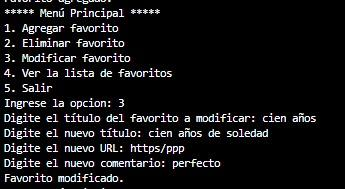 Favorito agregado.
***** Menú Principal *****
1. Agregar favorito
2. Eliminar favorito
3. Modificar favorito
4. Ver la lista de favoritos
5. Salir
Ingrese la opcion: 3
Digite el título del favorito a modificar: cien años
Digite el nuevo título: cien años de soledad
Digite el nuevo URL: https/ppp
Digite el nuevo comentario: perfecto
Favorito modificado.